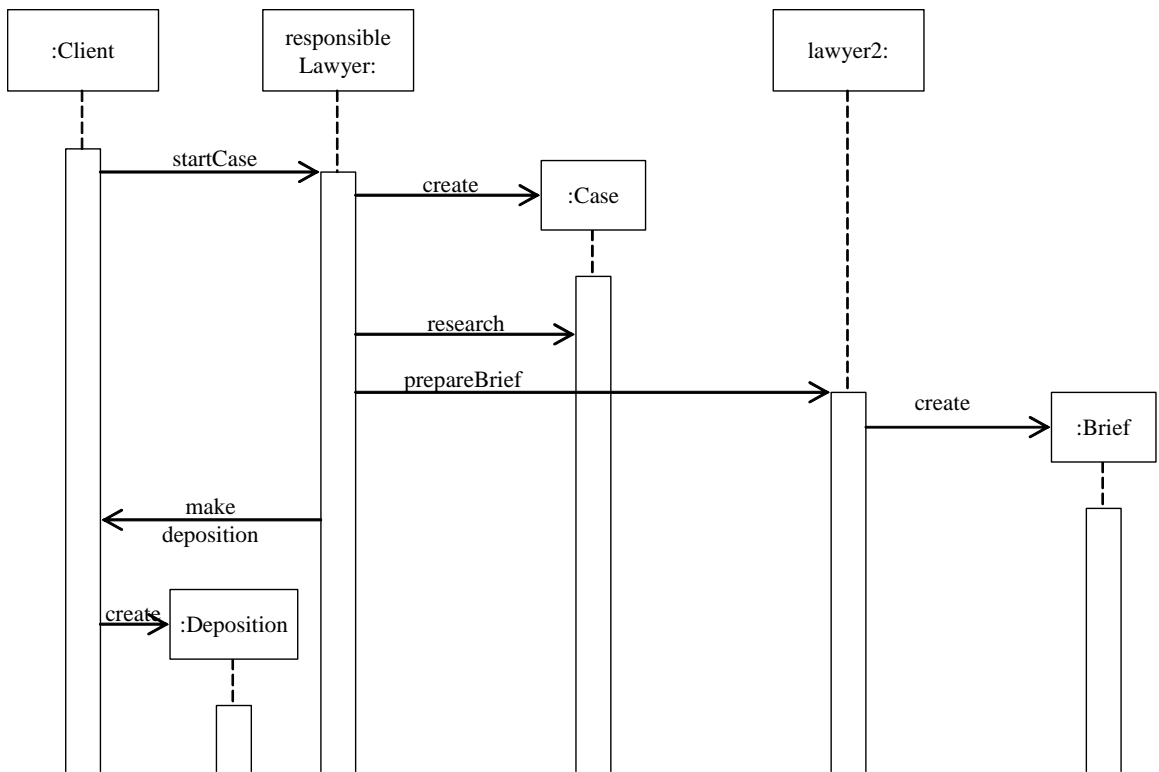 :Client
responsible
Lawyer:
lawyer2:
startCase
create
:Case
research
prepareBrief
create
:Brief
make
deposition
create
:Deposition